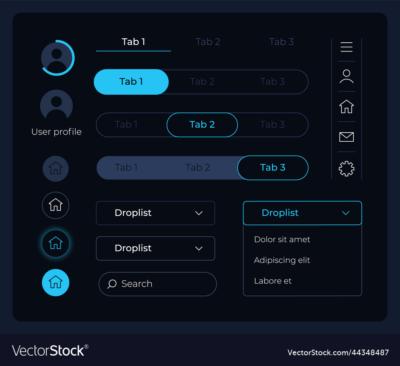 Tab 1 Tab 2 Tab 3
Tab 1 Tab 2 Tab 3
Tab 1 Tab 2 Tab 3
User profile
Tab 1 Tab 2 Tab 3
Droplist
Droplist
Search
Droplist
Dolor sit amet
Adipiscing elit
Labore et
VectorStock®
VectorStock.com/44348487